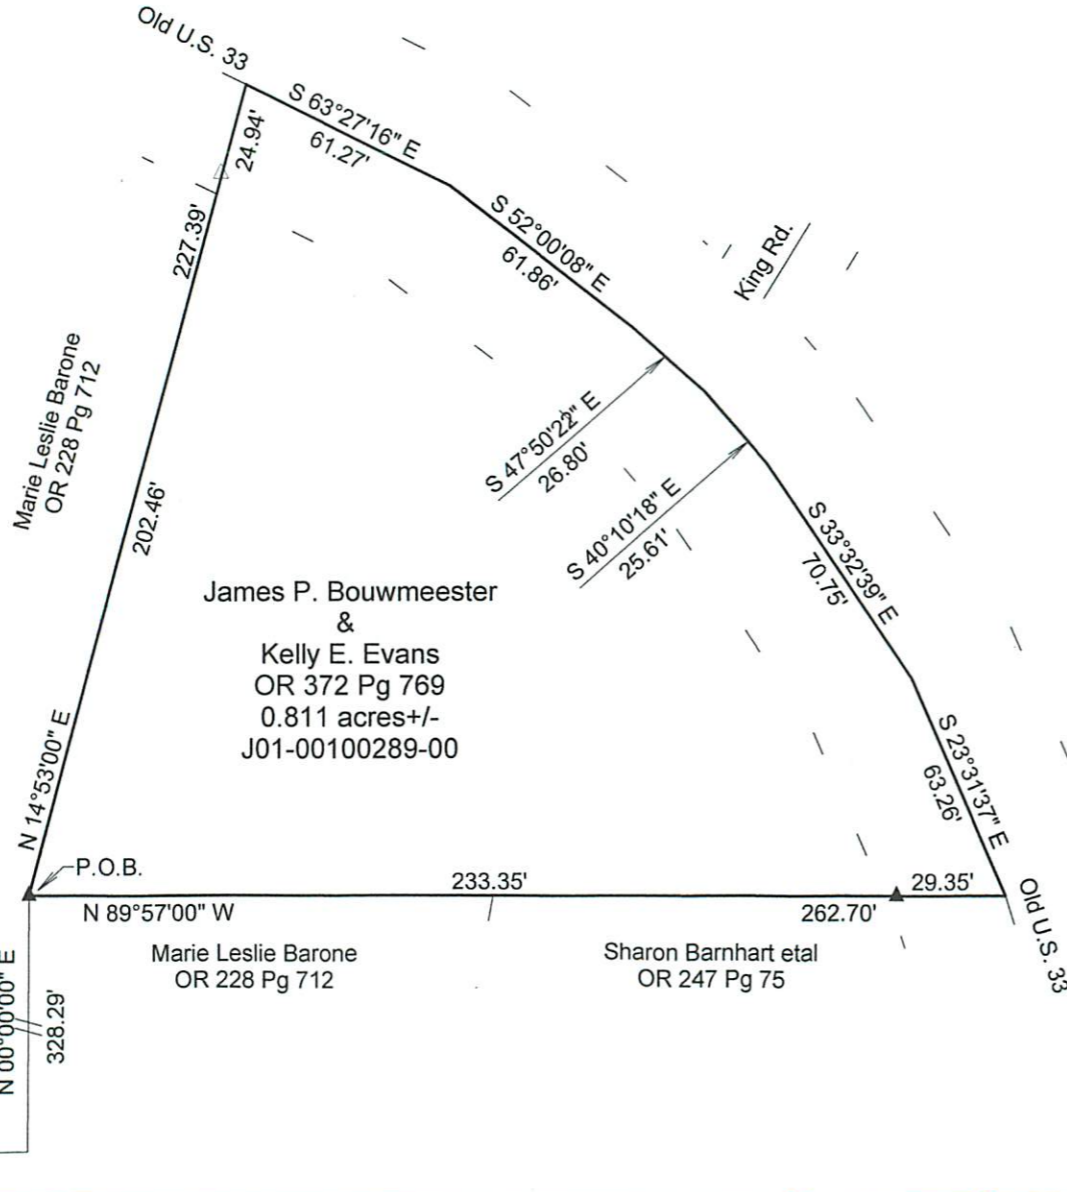 Old U.S. 33
S 63°27'16" E
61.27'
24.94'
227.39'
S 52°00'08" E
61.86'
King Rd.
Marie Leslie Barone
OR 228 Pg 712
S 47°50'22" E
26.80'
S 40°10'18" E
25.61'
202.46'
S 33°32'39" E
70.75'
James P. Bouwmeester
&
Kelly E. Evans
OR 372 Pg 769
0.811 acres+/-
J01-00100289-00
N 14°53'00" E
S 23°31'37" E
63.26'
P.O.B.
233.35'
29.35'
N 89°57'00" W
262.70'
Old U.S. 33
Marie Leslie Barone
OR 228 Pg 712
Sharon Barnhart etal
OR 247 Pg 75
N 00°00'00" E
328.29'